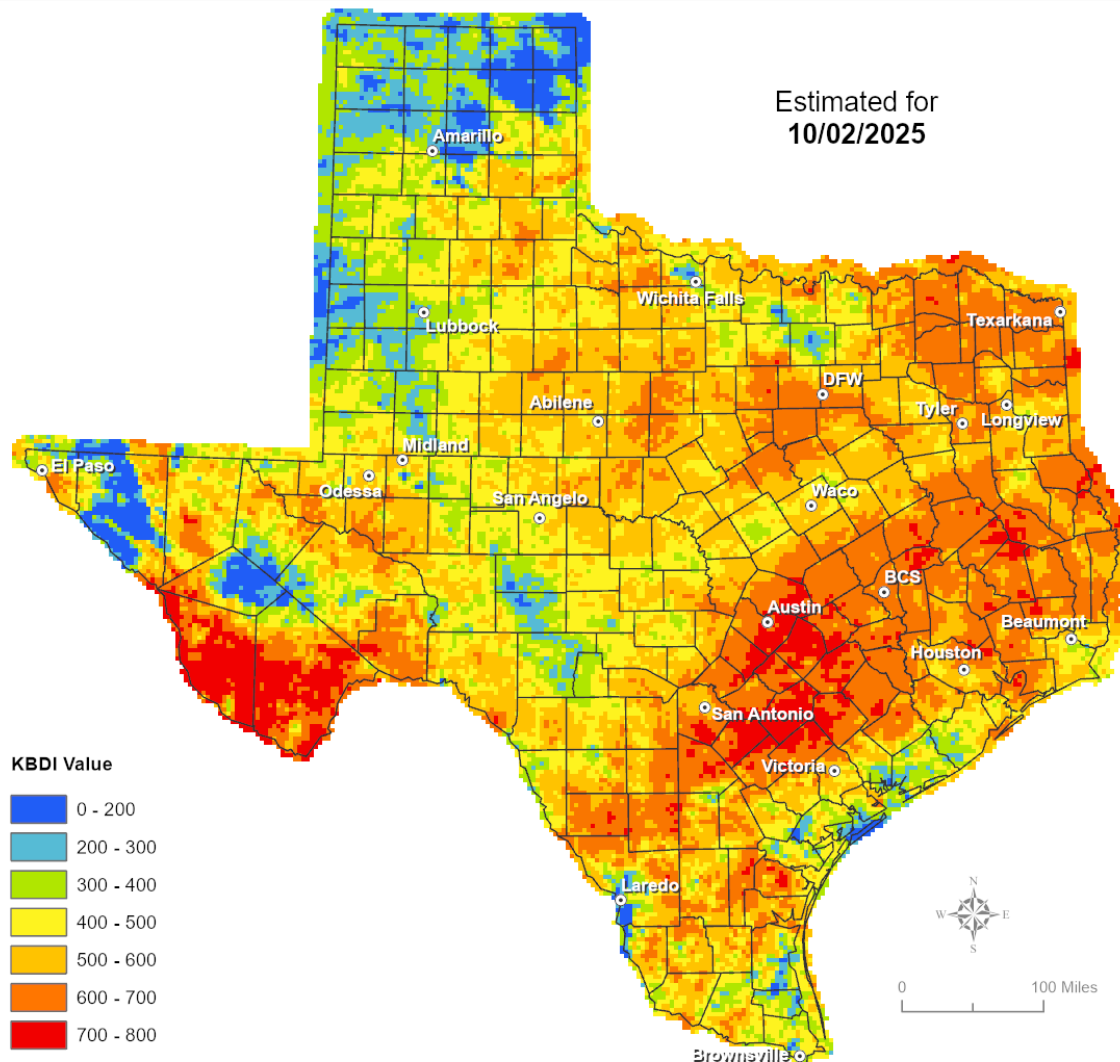 Estimated for
10/02/2025
Amarillo
Wichita Falls
Lubbock
Texarkana
DFW
Abilene
Tyler
Longview
Midland
El Paso
Odessa
San Angelo
Waco
BCS
Austin
Beaumont
Houston
San Antonio
Victoria
KBDI Value
0 - 200
200 - 300
300 - 400
400 - 500
500 - 600
600 - 700
700 - 800
Laredo
N
W E
S
0 100 Miles
Brownsville